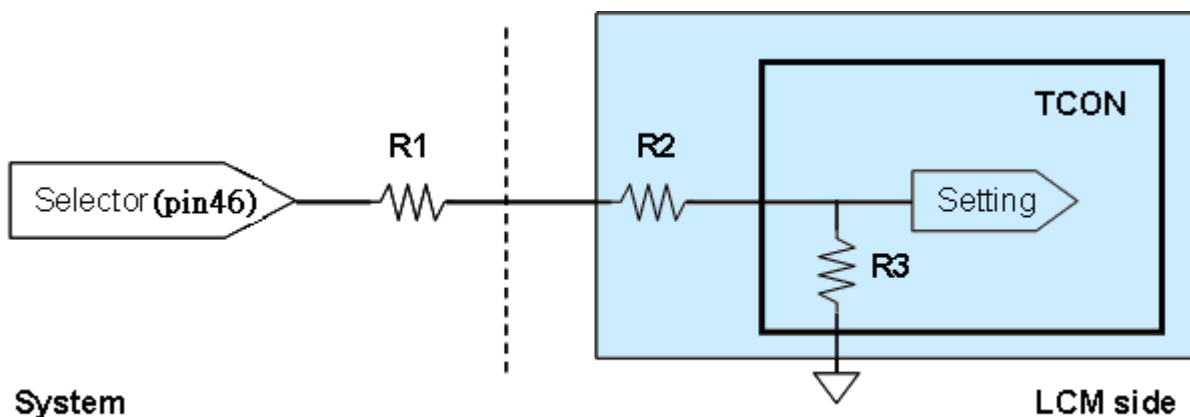 TCON
R1
R2
Selector(pin46)
Setting
R3
System
LCM side